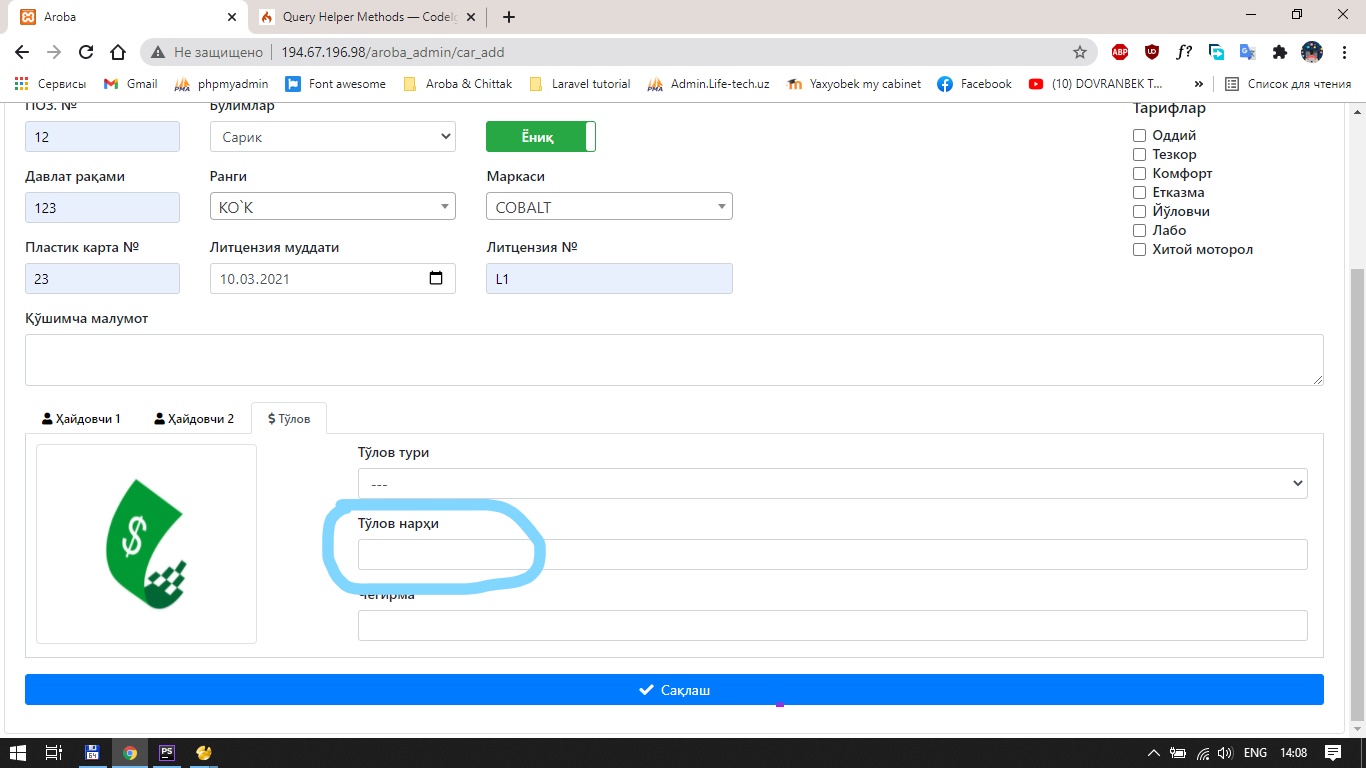 Aroba
Query Helper Methods — CodeIg
Не защищено 194.67.196.98/aroba_admin/car_add
Сервисы Gmail phpmyadmin Font awesome Aroba & Chittak Laravel tutorial Admin.Life-tech.uz Yaxyobek my cabinet Facebook (10) DOVRANBEK T... » Список для чтения
ПОЗ. № Бўлимлар Тарифлар
12 Сарик Ёниқ
Оддий
Тезкор
Комфорт
Етказма
Йўловчи
Лабо
Хитой моторол
Давлат рақами Ранги Маркаси
123 KO`K COBALT
Пластик карта № Литцензия муддати Литцензия №
23 10.03.2021 L1
Қўшимча малумот
Ҳайдовчи 1 Ҳайдовчи 2 $ Тўлов
$
Тўлов тури
---
Тўлов нарҳи
Чегирма
Сақлаш
64 PS ENG 14:08